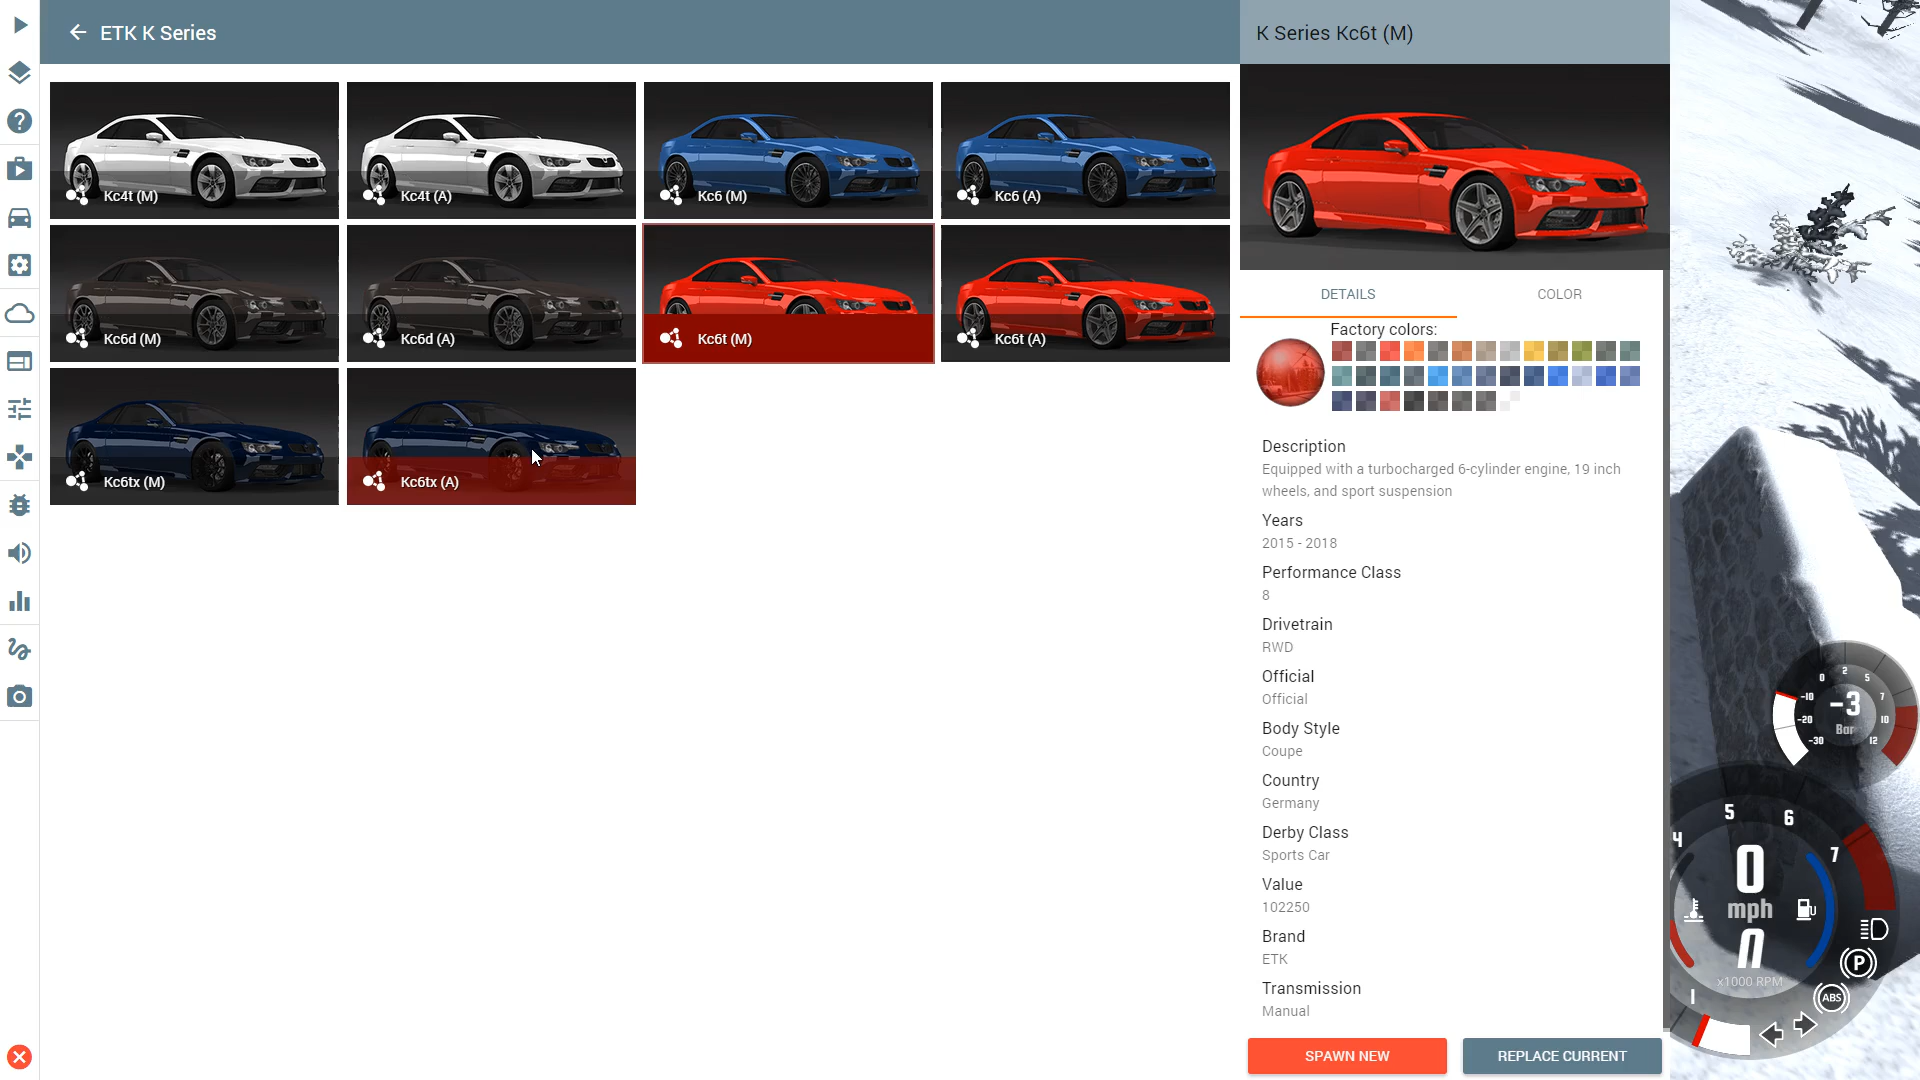 ETK K Series
K Series Kc6t (M)
Kc4t (M)
Kc4t (A)
Kc6 (M)
Kc6 (A)
Kc6d (M)
Kc6d (A)
Kc6t (M)
Kc6t (A)
Kc6tx (M)
Kc6tx (A)
DETAILS
COLOR
Factory colors:
Description
Equipped with a turbocharged 6-cylinder engine, 19 inch
wheels, and sport suspension
Years
2015 - 2018
Performance Class
8
Drivetrain
RWD
Official
Official
Body Style
Coupe
Country
Germany
Derby Class
Sports Car
Value
102250
Brand
ETK
Transmission
Manual
SPAWN NEW
REPLACE CURRENT
2
0
5
-10
7
-3
-20
10
Bar
-30
12
5
6
4
7
0
mph
n
x1000 RPM
P
1
ABS